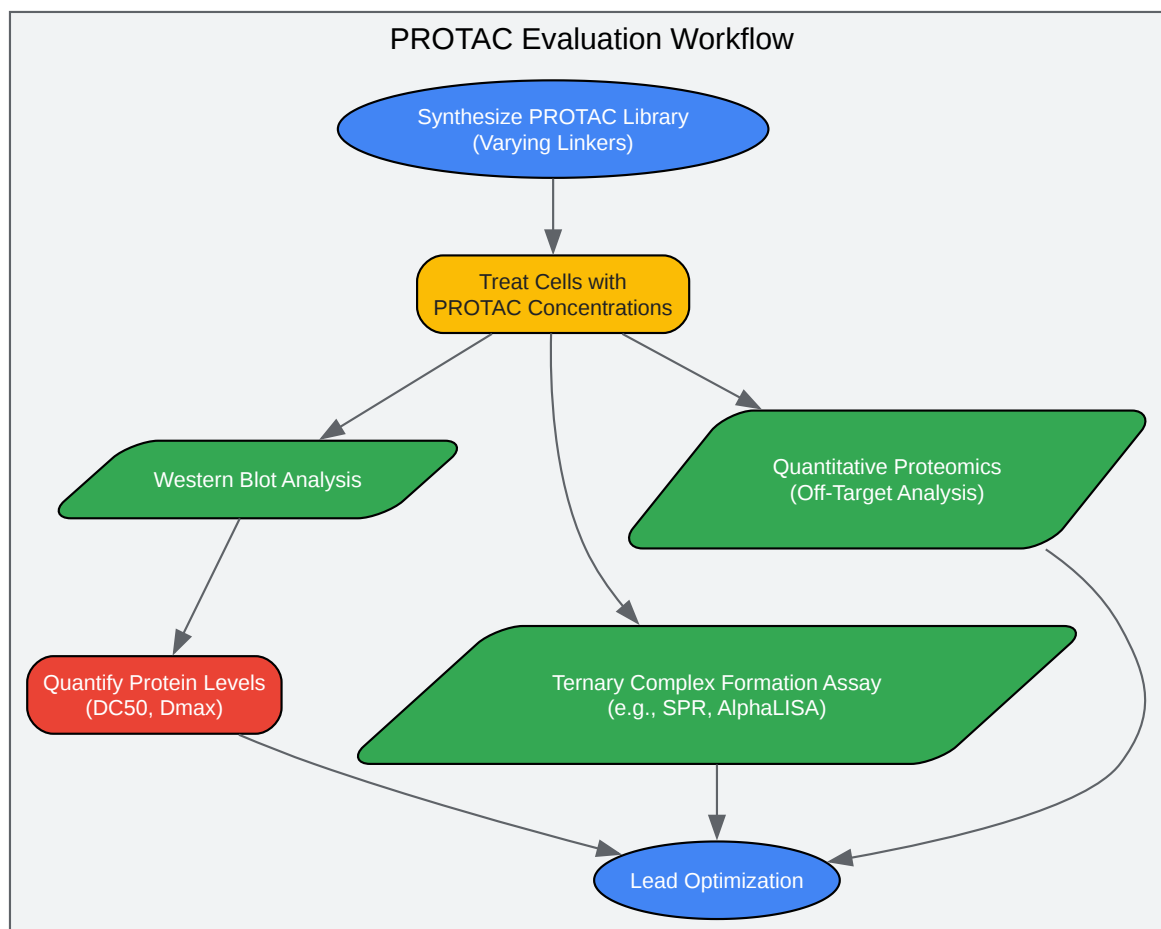 PROTAC Evaluation Workflow
Synthesize PROTAC Library
(Varying Linkers)
Treat Cells with
PROTAC Concentrations
Western Blot Analysis
Quantitative Proteomics
(Off-Target Analysis)
Quantify Protein Levels
(DC50, Dmax)
Ternary Complex Formation Assay
(e.g., SPR, AlphaLISA)
Lead Optimization